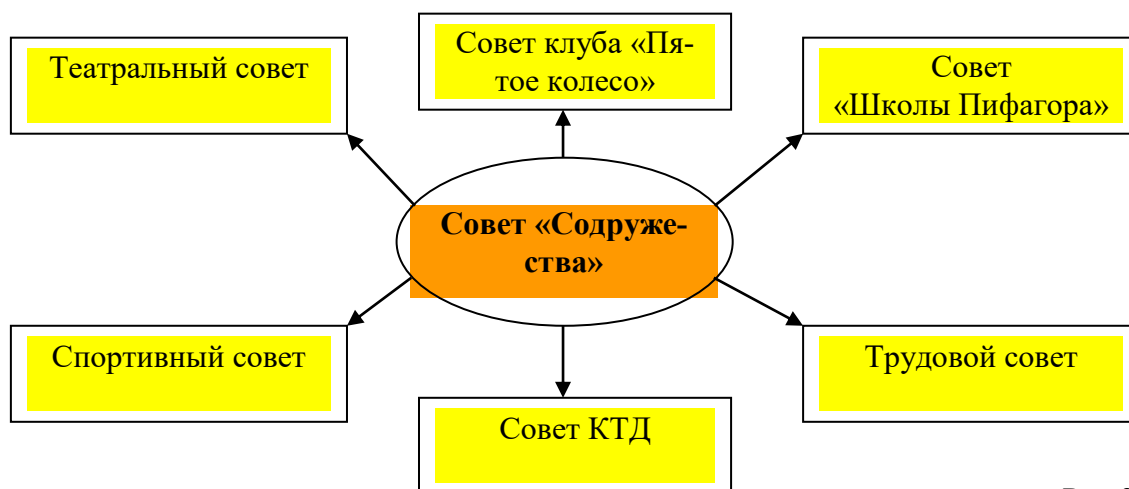 Театральный совет
Совет клуба «Пя-
тое колесо»
Совет
«Школы Пифагора»
Совет «Содруже-
ства»
Спортивный совет
Трудовой совет
Совет КТД